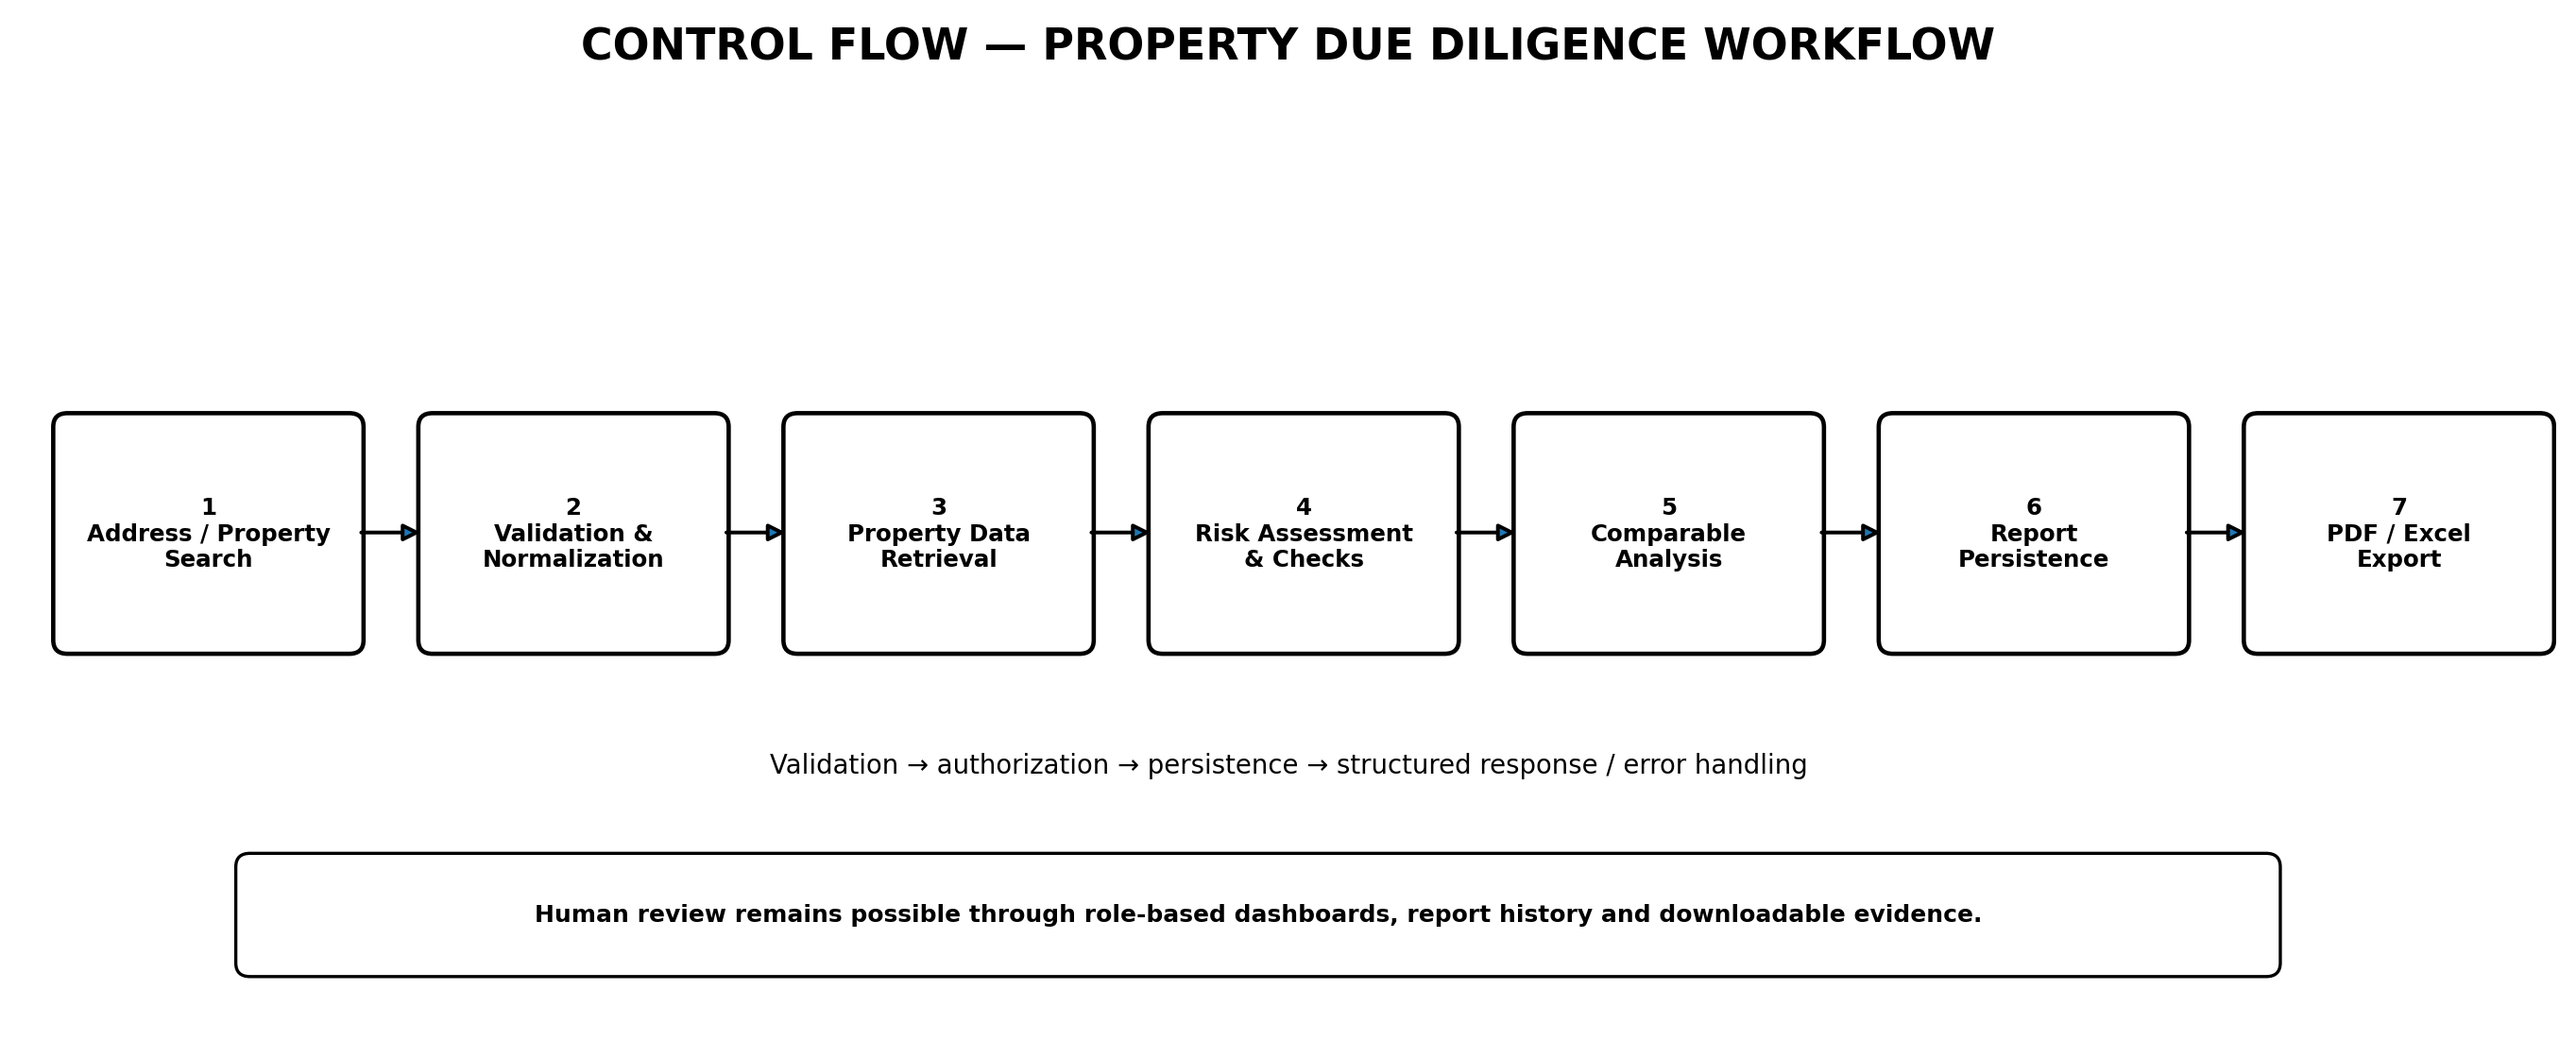 CONTROL FLOW — PROPERTY DUE DILIGENCE WORKFLOW
1
Address / Property
Search
2
Validation &
Normalization
3
Property Data
Retrieval
4
Risk Assessment
& Checks
5
Comparable
Analysis
6
Report
Persistence
7
PDF / Excel
Export
Validation → authorization → persistence → structured response / error handling
Human review remains possible through role-based dashboards, report history and downloadable evidence.